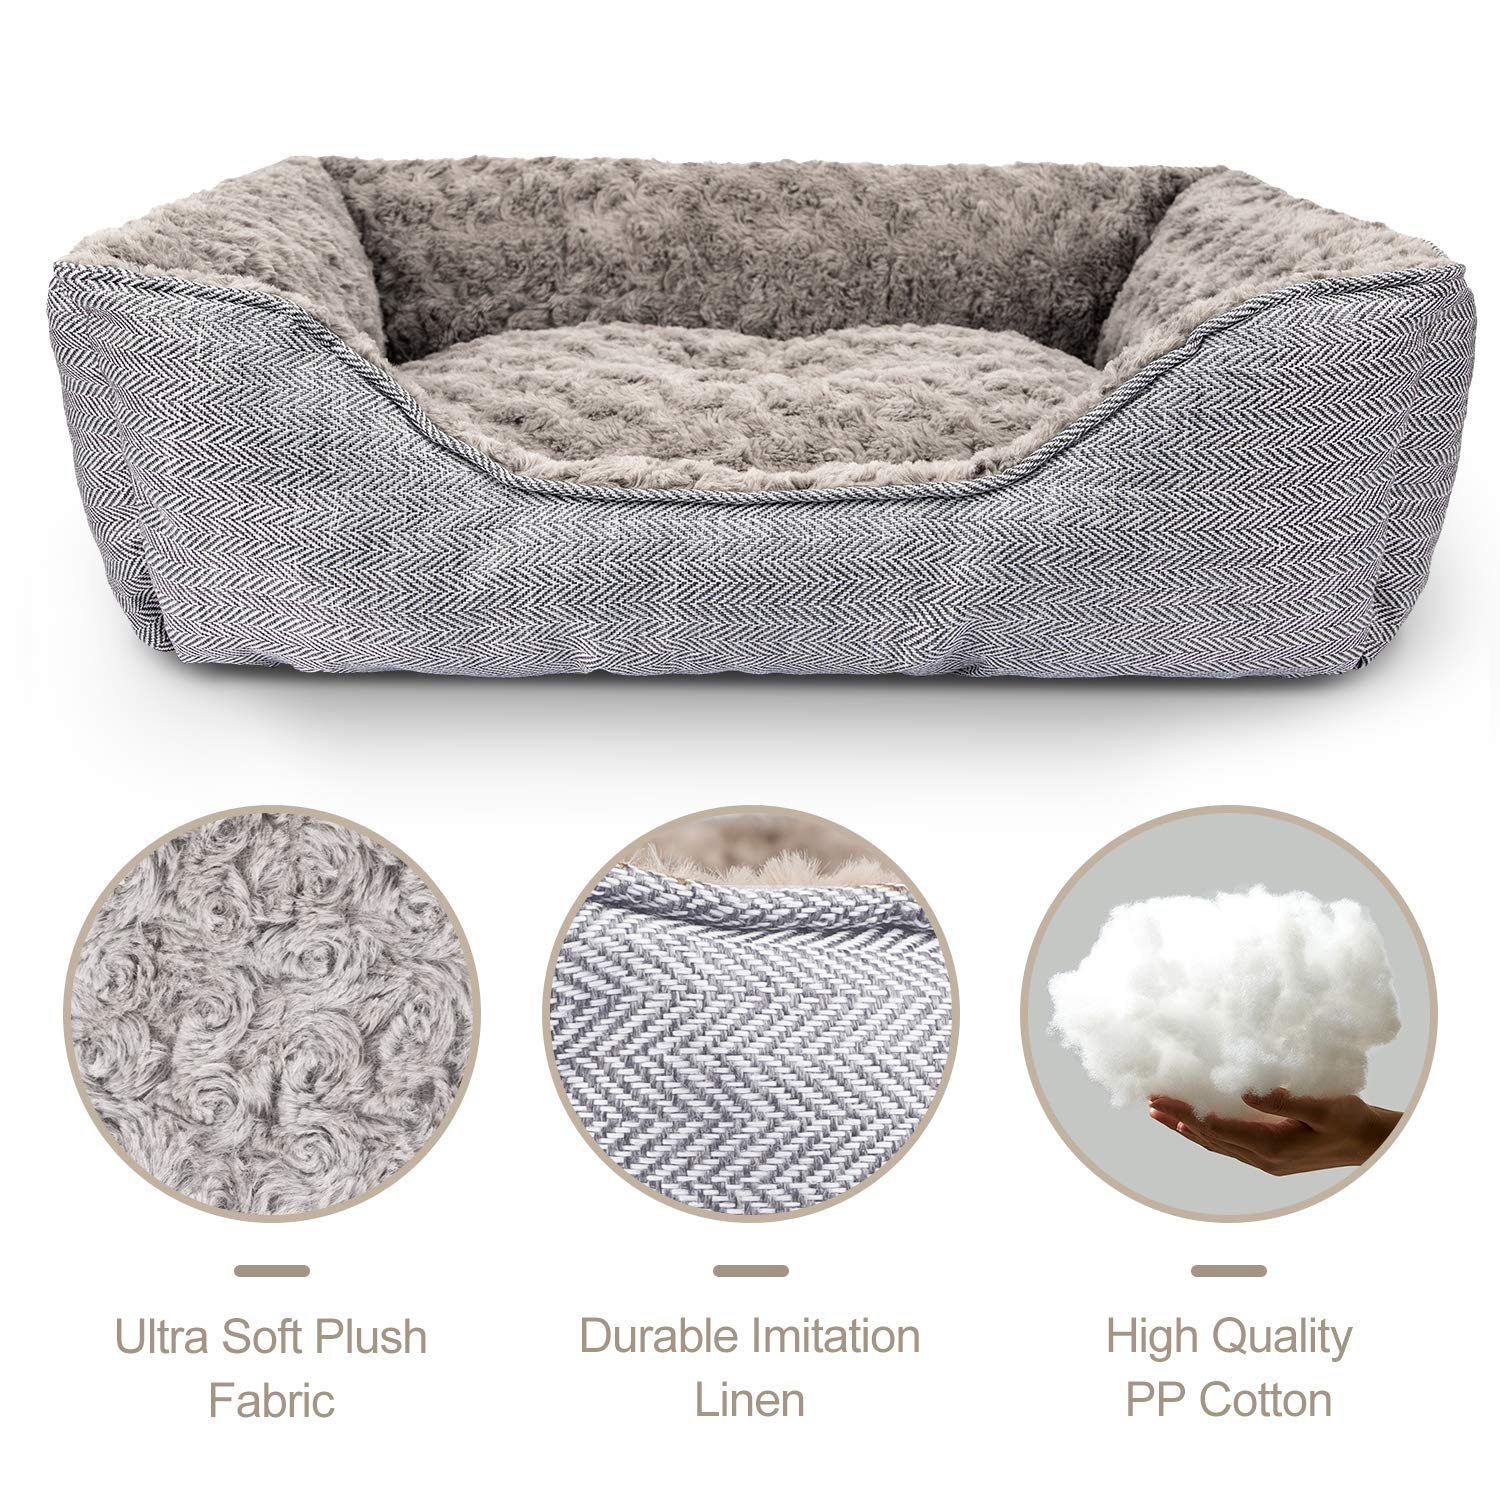 Ultra Soft Plush
Fabric
Durable Imitation
Linen
High Quality
PP Cotton